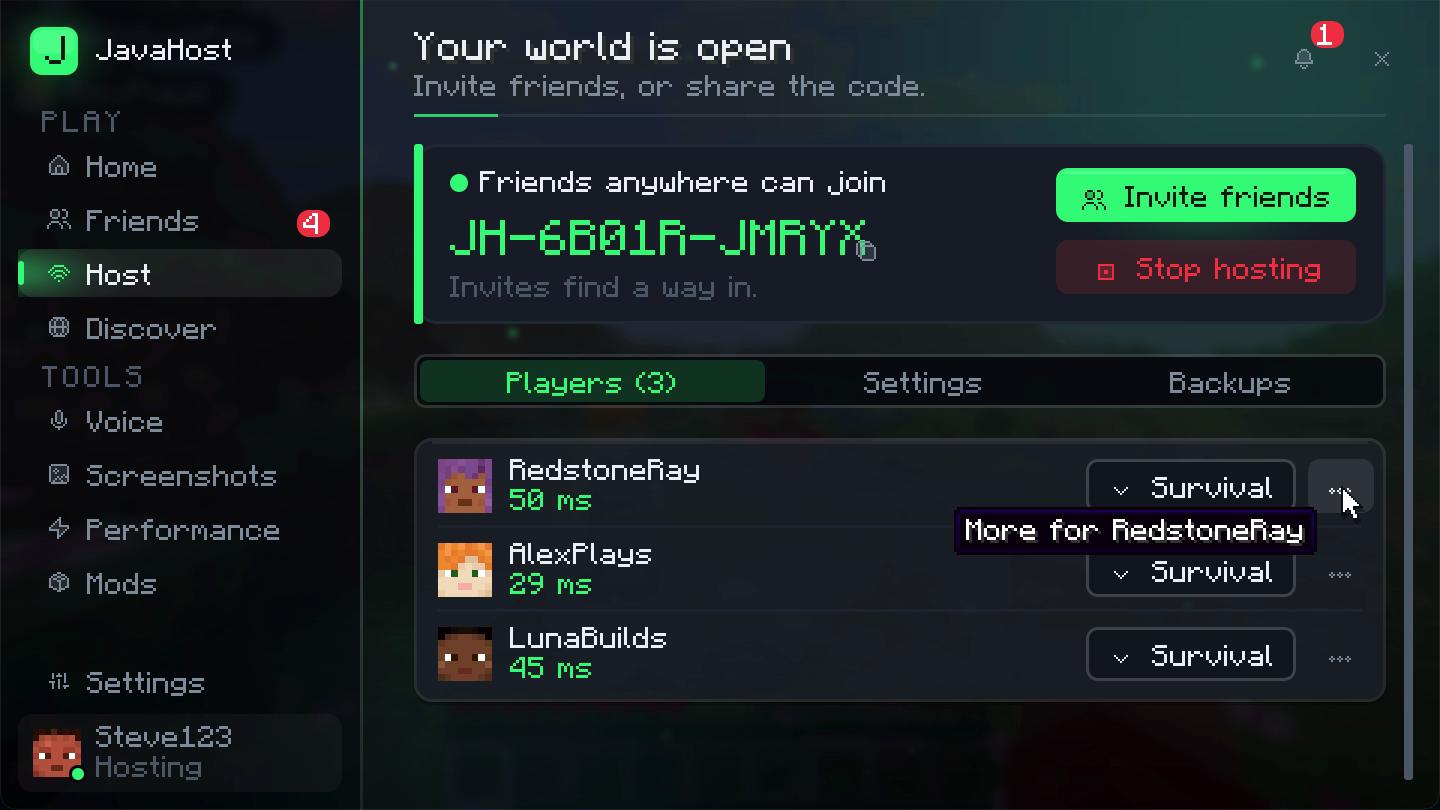 J JavaHost
PLAY
Home
Friends 4
Host
Discover
TOOLS
Voice
Screenshots
Performance
Mods
Settings
Steve123
Hosting
Your world is open
1
Invite friends, or share the code.
Friends anywhere can join
JH-6B01R-JMRYX
Invites find a way in.
Invite friends
Stop hosting
Players (3) Settings Backups
RedstoneRay
50 ms
Survival
More for RedstoneRay
AlexPlays
29 ms
Survival
LunaBuilds
45 ms
Survival